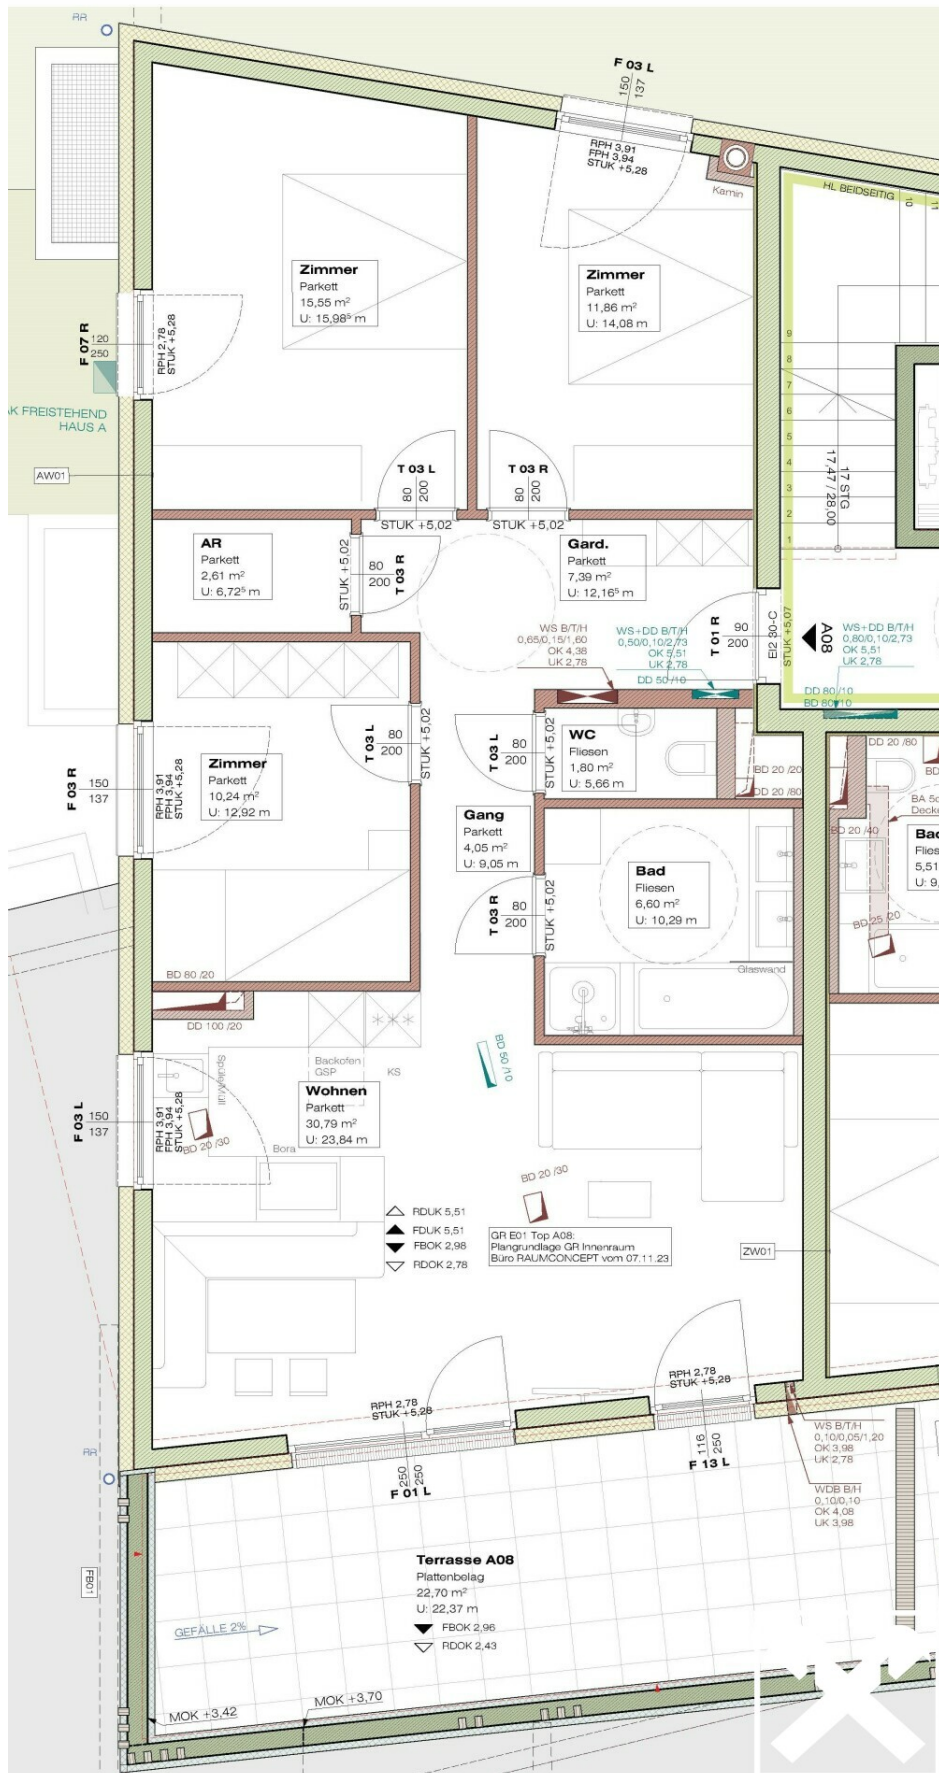 RR
F 03 L
150
137
RPH 3,91
FPH 3,94
STUK +5,28
Kamin
HL BEIDSEITIG
10
11
Zimmer
Parkett
15,55 m²
U: 15,98⁵ m
Zimmer
Parkett
11,86 m²
U: 14,08 m
F 07 R
120
250
RPH 2,78
STUK +5,28
AK FREISTEHEND
HAUS A
AW01
9
8
7
6
5
4
3
2
1
17 STG
17,47 / 28,00
T 03 L
80
200
STUK +5,02
T 03 R
80
200
STUK +5,02
AR
Parkett
2,61 m²
U: 6,72⁵ m
STUK +5,02
80
200
T 03 R
Gard.
Parkett
7,39 m²
U: 12,16⁵ m
WS B/T/H
0,65/0,15/1,60
OK 4,38
UK 2,78
WS+DD B/T/H
0,50/0,10/2,73
OK 5,51
UK 2,78
DD 50 /10
T 01 R
90
200
EI2 30-C
STUK +5,07
A08
WS+DD B/T/H
0,80/0,10/2,73
OK 5,51
UK 2,78
DD 80 /10
BD 80 /10
F 03 R
150
137
RPH 3,91
FPH 3,94
STUK +5,28
Zimmer
Parkett
10,24 m²
U: 12,92 m
T 03 L
80
200
STUK +5,02
T 03 L
80
200
STUK +5,02
WC
Fliesen
1,80 m²
U: 5,66 m
BD 20 /20
DD 20 /80
DD 20 /80
BD 20 /40
Gang
Parkett
4,05 m²
U: 9,05 m
T 03 R
80
200
STUK +5,02
Bad
Fliesen
6,60 m²
U: 10,29 m
Glaswand
BD 25 /20
BD 80 /20
DD 100 /20
Spüle/Müll
Backofen
GSP
KS
BD 50 /10
F 03 L
150
137
RPH 3,91
FPH 3,94
STUK +5,28
BD 20 /30
Wohnen
Parkett
30,79 m²
U: 23,84 m
Bora
BD 20 /30
RDUK 5,51
FDUK 5,51
FBOK 2,98
RDOK 2,78
GR E01 Top A08:
Plangrundlage GR Innenraum
Büro RAUMCONCEPT vom 07.11.23
ZW01
RPH 2,78
STUK +5,28
RPH 2,78
STUK +5,28
250
250
F 01 L
116
250
F 13 L
WS B/T/H
0,10/0,05/1,20
OK 3,98
UK 2,78
WDB B/H
0,10/0,10
OK 4,08
UK 3,98
RR
FB01
Terrasse A08
Plattenbelag
22,70 m²
U: 22,37 m
FBOK 2,96
RDOK 2,43
GEFÄLLE 2%
MOK +3,42
MOK +3,70